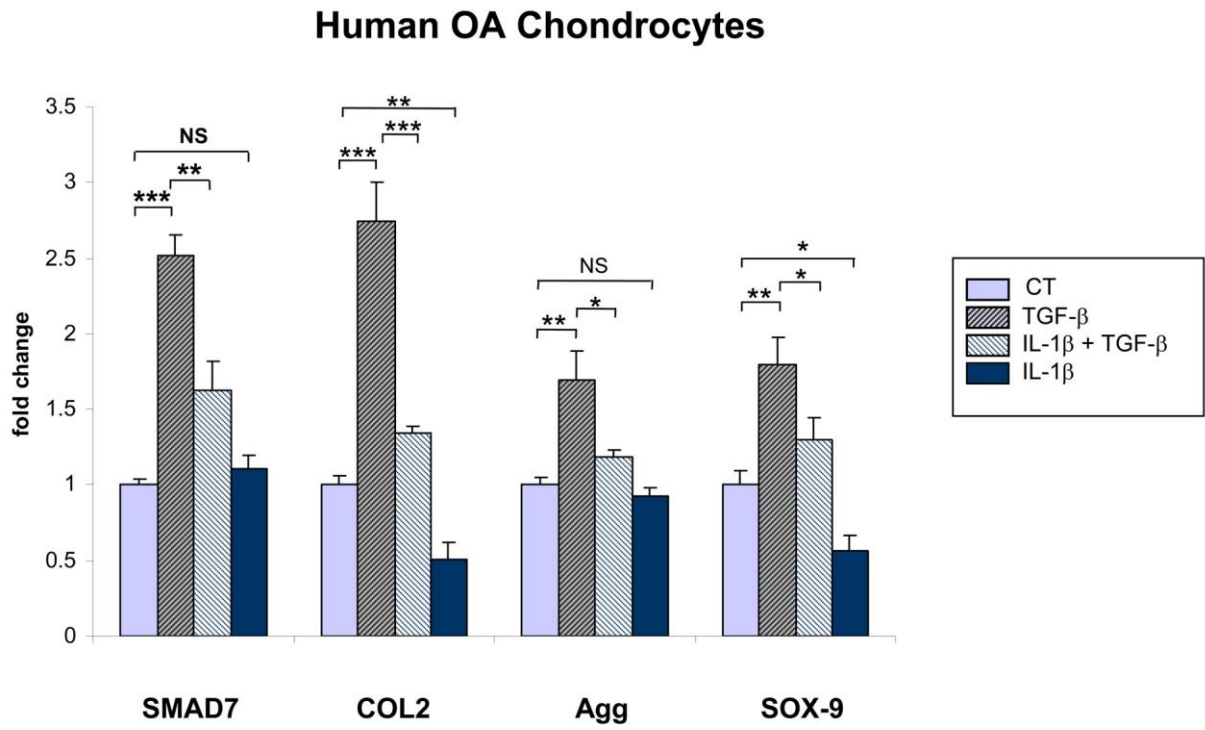 Human OA Chondrocytes
fold change
3.5
3
2.5
2
1.5
1
0.5
0
NS
***
**
**
***
***
NS
**
*
*
**
*
SMAD7
COL2
Agg
SOX-9
CT
TGF-β
IL-1β + TGF-β
IL-1β